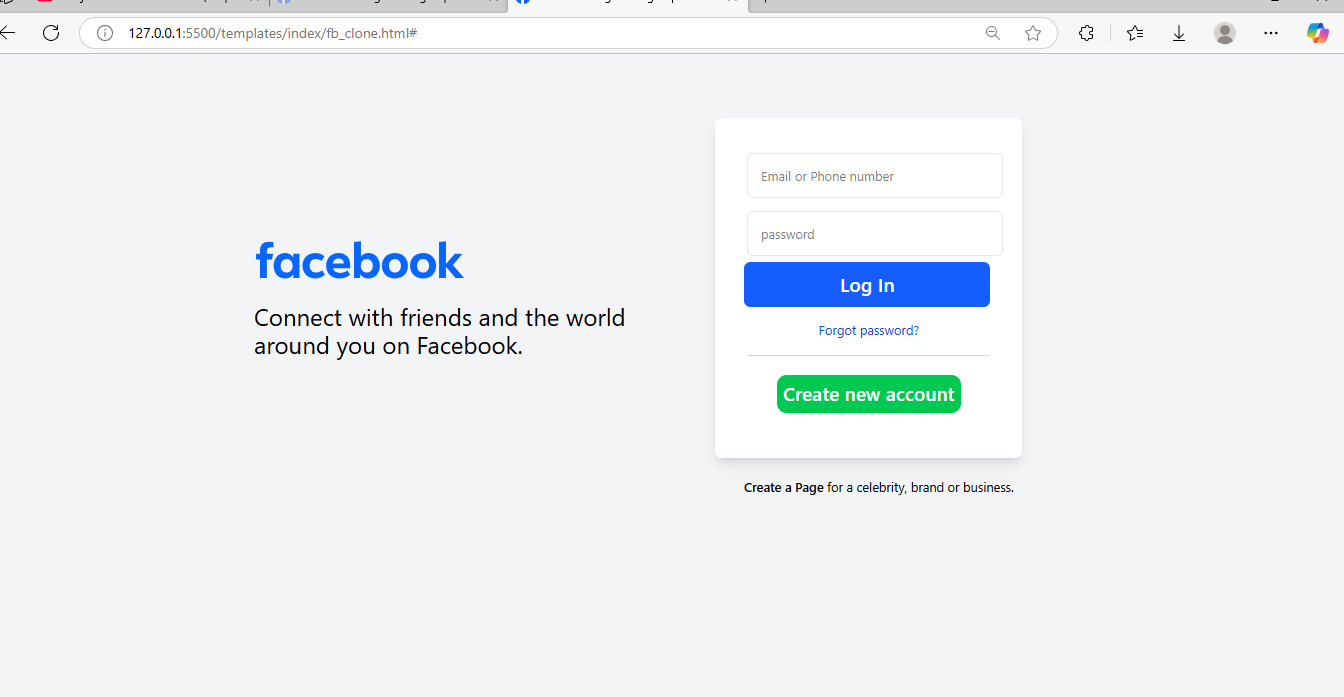 127.0.0.1:5500/templates/index/fb_clone.html#
Email or Phone number
password
facebook
Log In
Connect with friends and the world
around you on Facebook.
Forgot password?
Create new account
Create a Page for a celebrity, brand or business.